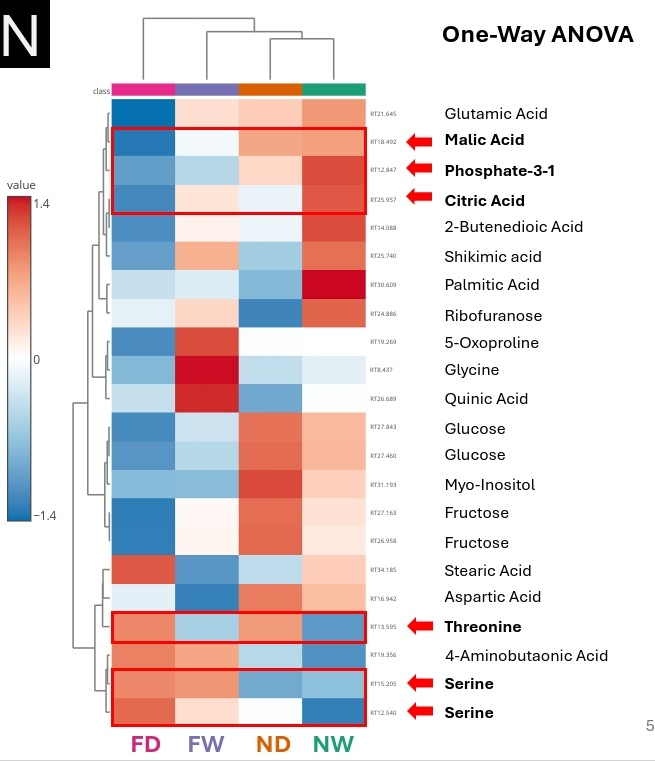 N
One-Way ANOVA
class
RT21.645 Glutamic Acid
RT18.492 Malic Acid
RT12.847 Phosphate-3-1
RT25.957 Citric Acid
RT14.088 2-Butenedioic Acid
RT25.740 Shikimic acid
RT30.609 Palmitic Acid
RT24.886 Ribofuranose
RT19.269 5-Oxoproline
RT8.437 Glycine
RT26.689 Quinic Acid
RT27.843 Glucose
RT27.460 Glucose
RT31.193 Myo-Inositol
RT27.163 Fructose
RT26.958 Fructose
RT34.185 Stearic Acid
RT16.942 Aspartic Acid
RT13.595 Threonine
RT19.356 4-Aminobutaonic Acid
RT15.205 Serine
RT12.540 Serine
value
1.4
0
−1.4
FD FW ND NW
5